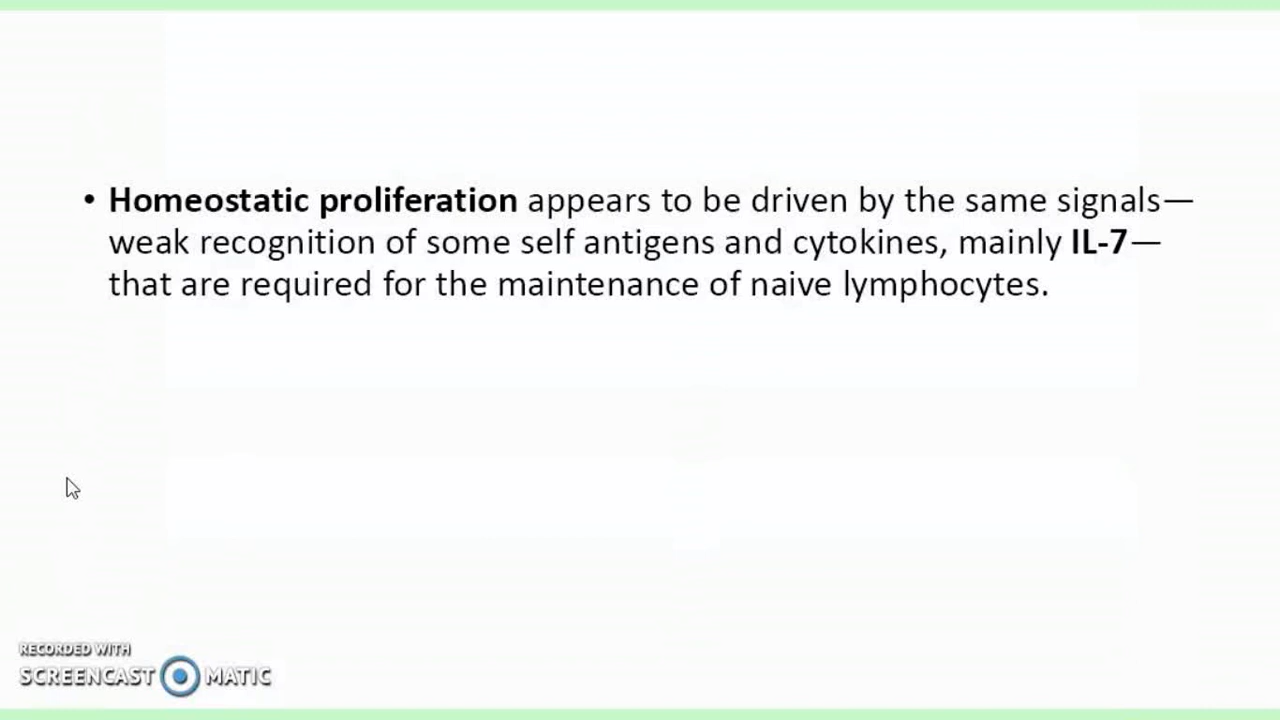 • Homeostatic proliferation appears to be driven by the same signals—
weak recognition of some self antigens and cytokines, mainly IL-7—
that are required for the maintenance of naive lymphocytes.
RECORDED WITH
SCREENCAST MATIC